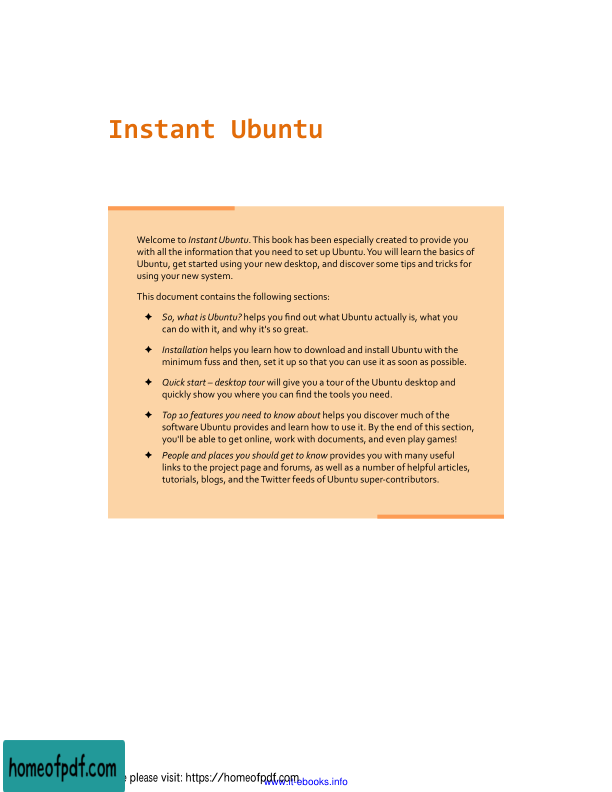 Instant Ubuntu
Welcome to Instant Ubuntu. This book has been especially created to provide you
with all the information that you need to set up Ubuntu. You will learn the basics of
Ubuntu, get started using your new desktop, and discover some tips and tricks for
using your new system.
This document contains the following sections:
✦ So, what is Ubuntu? helps you find out what Ubuntu actually is, what you
can do with it, and why it's so great.
✦ Installation helps you learn how to download and install Ubuntu with the
minimum fuss and then, set it up so that you can use it as soon as possible.
✦ Quick start – desktop tour will give you a tour of the Ubuntu desktop and
quickly show you where you can find the tools you need.
✦ Top 10 features you need to know about helps you discover much of the
software Ubuntu provides and learn how to use it. By the end of this section,
you'll be able to get online, work with documents, and even play games!
✦ People and places you should get to know provides you with many useful
links to the project page and forums, as well as a number of helpful articles,
tutorials, blogs, and the Twitter feeds of Ubuntu super-contributors.
homeofpdf.com
please visit: https://homeofpdf.com
www.it-ebooks.info